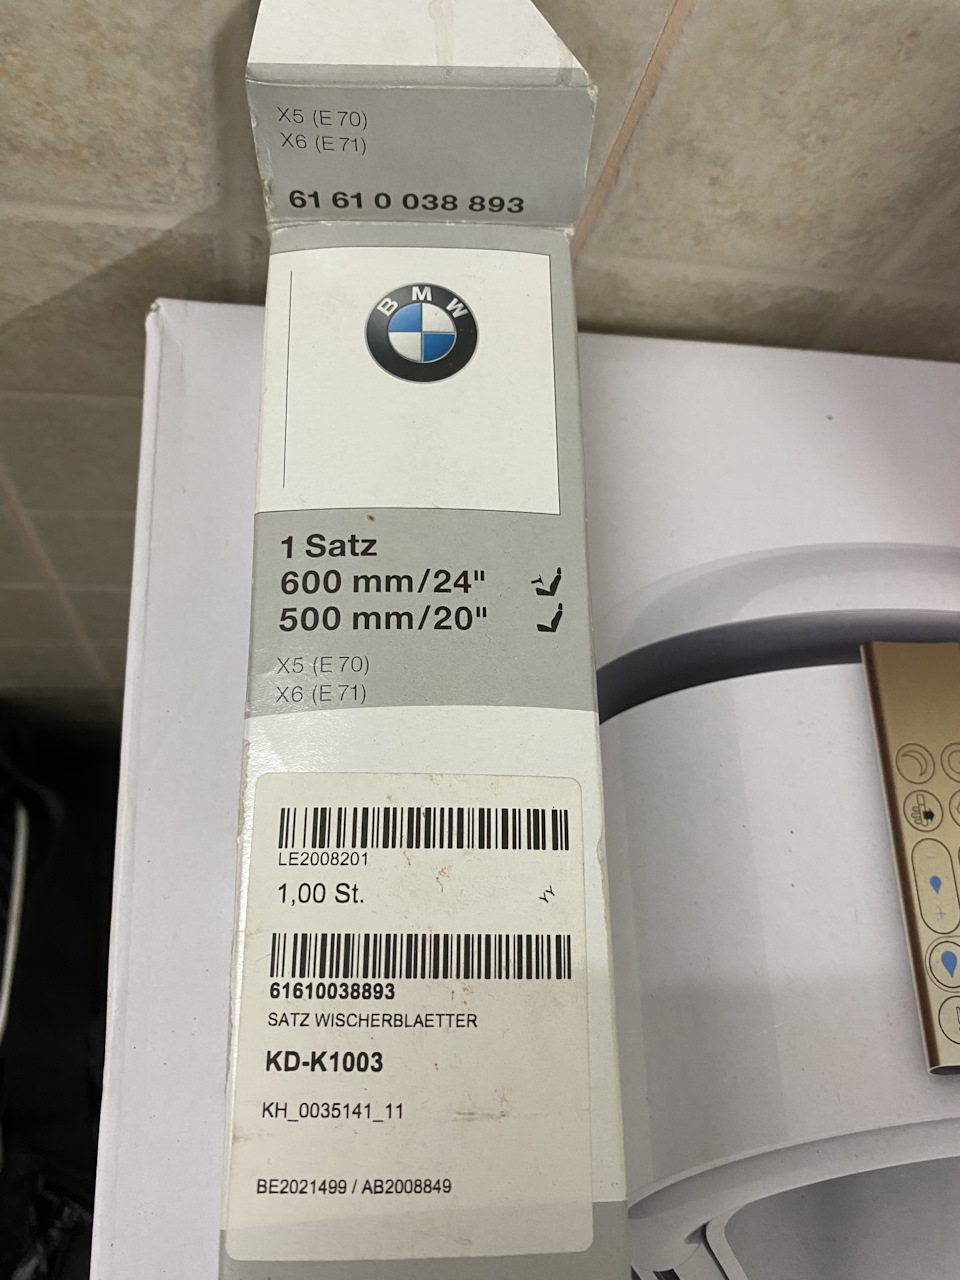 X5 (E 70)
X6 (E 71)
61 61 0 038 893
BMW
1 Satz
600 mm/24"
500 mm/20"
X5 (E 70)
X6 (E 71)
LE2008201
1,00 St.
61610038893
SATZ WISCHERBLAETTER
KD-K1003
KH_0035141_11
BE2021499 / AB2008849